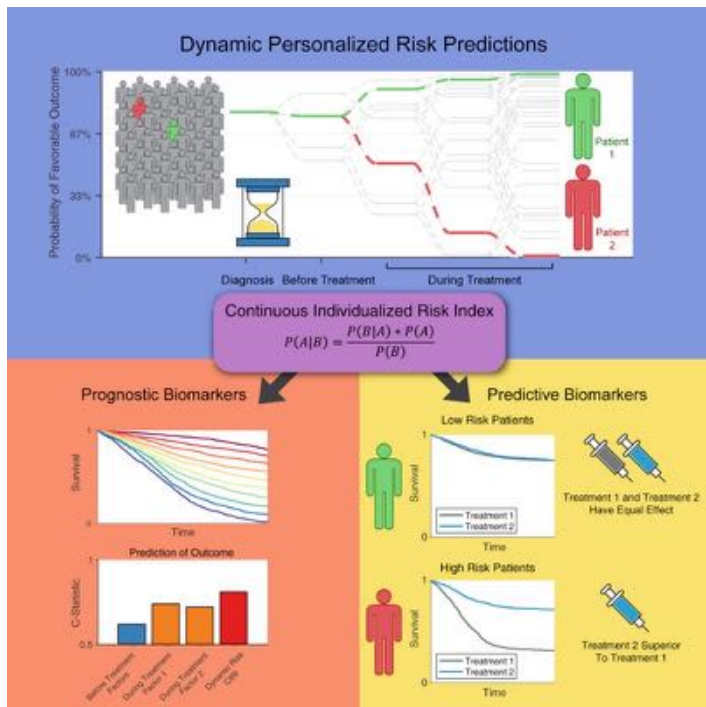 Dynamic Personalized Risk Predictions
Probability of Favorable Outcome
100%
67%
33%
0%
Patient
1
Patient
2
Diagnosis
Before Treatment
During Treatment
Continuous Individualized Risk Index
P(A|B) = P(B|A) * P(A)
P(B)
Prognostic Biomarkers
Survival
1
0
Time
Prediction of Outcome
C-Statistic
1
0.5
Before Treatment
Factors
During Treatment
Factor 1
During Treatment
Factor 2
Dynamic Risk
CIRI
Predictive Biomarkers
Low Risk Patients
Survival
1
0
Treatment 1
Treatment 2
Time
Treatment 1 and Treatment 2
Have Equal Effect
High Risk Patients
Survival
1
0
Treatment 1
Treatment 2
Time
Treatment 2 Superior
To Treatment 1